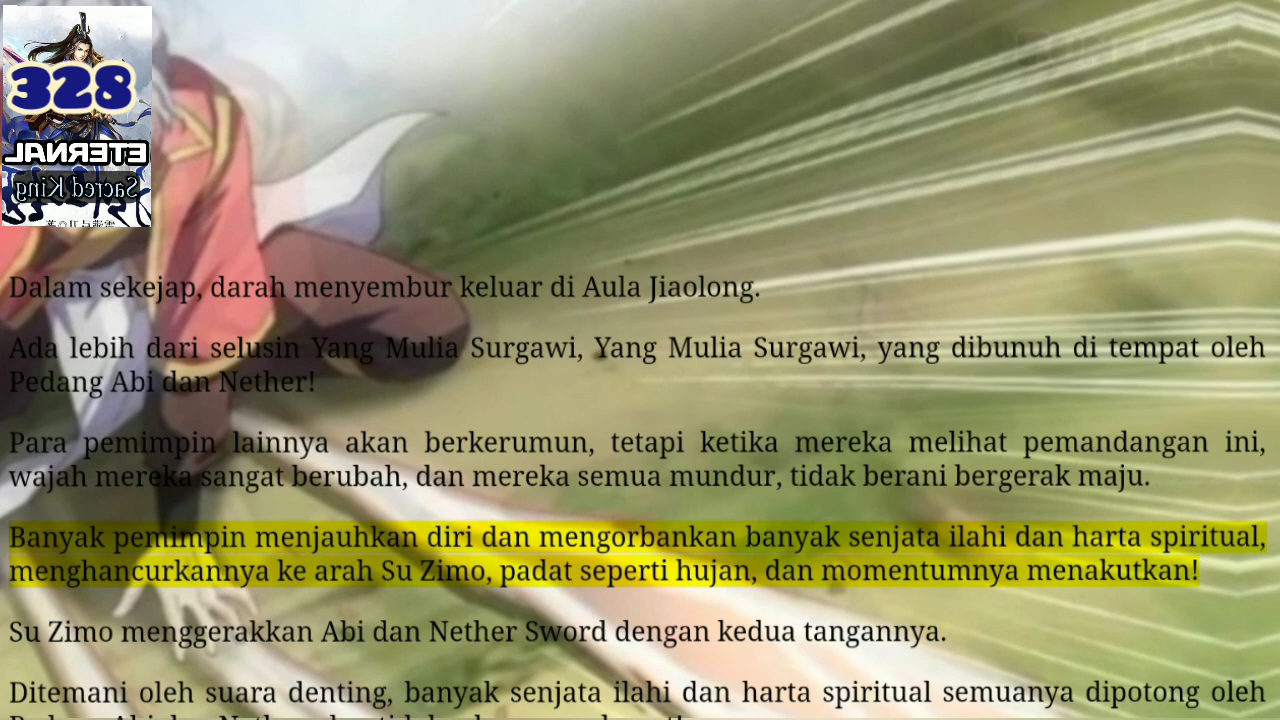 328
ETERNAL
Sacred King
Dalam sekejap, darah menyembur keluar di Aula Jiaolong.
Ada lebih dari selusin Yang Mulia Surgawi, Yang Mulia Surgawi, yang dibunuh di tempat oleh
Pedang Abi dan Nether!
Para pemimpin lainnya akan berkerumun, tetapi ketika mereka melihat pemandangan ini,
wajah mereka sangat berubah, dan mereka semua mundur, tidak berani bergerak maju.
Banyak pemimpin menjauhkan diri dan mengorbankan banyak senjata ilahi dan harta spiritual,
menghancurkannya ke arah Su Zimo, padat seperti hujan, dan momentumnya menakutkan!
Su Zimo menggerakkan Abi dan Nether Sword dengan kedua tangannya.
Ditemani oleh suara denting, banyak senjata ilahi dan harta spiritual semuanya dipotong oleh